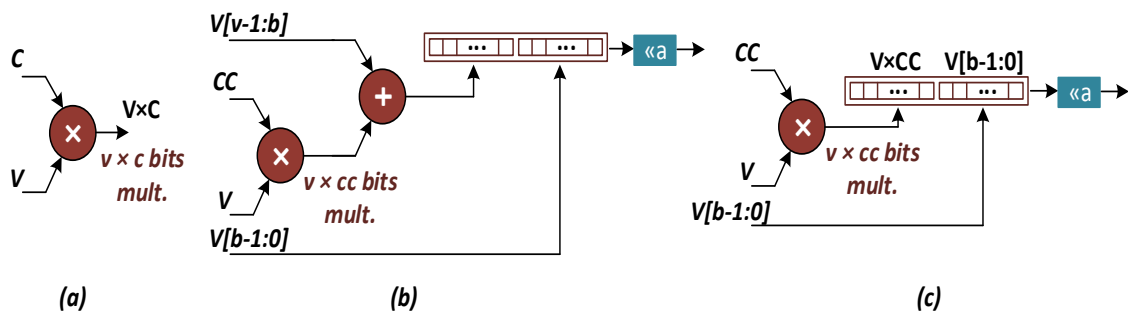 C
×
V×C
v × c bits
mult.
V
(a)
V[v-1:b]
CC
+
×
V
v × cc bits
mult.
V[b-1:0]
... ...
«a
(b)
CC
V×CC V[b-1:0]
... ...
«a
×
v × cc bits
mult.
V
V[b-1:0]
(c)